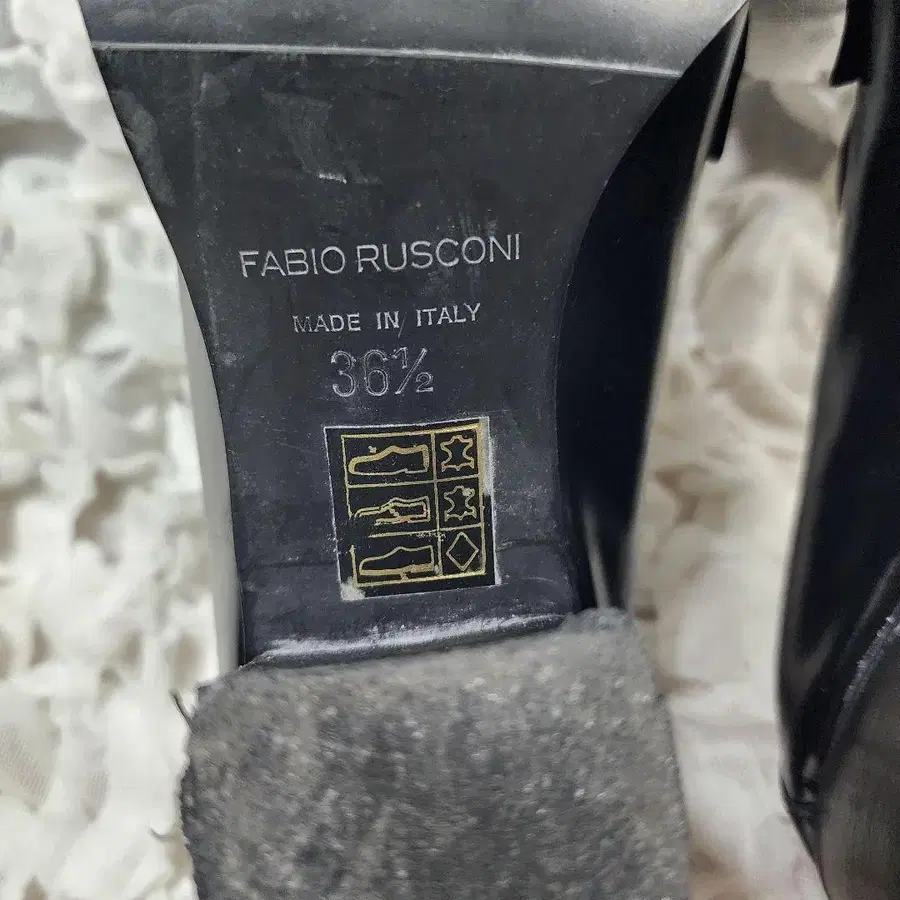 FABIO RUSCONI
MADE IN ITALY
36½